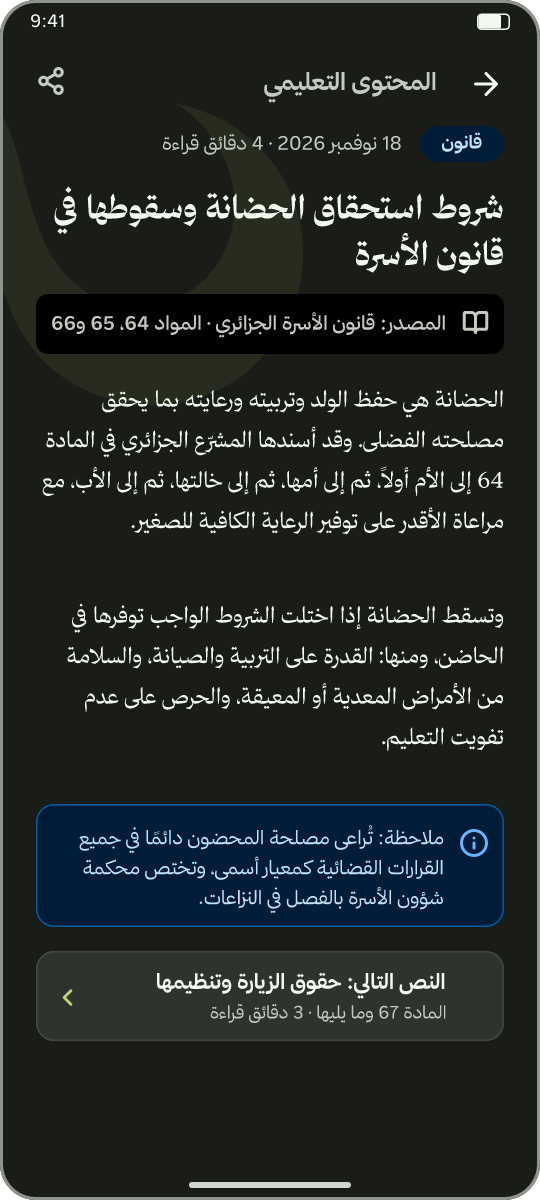 9:41
المحتوى التعليمي
قانون
18 نوفمبر 2026 · 4 دقائق قراءة
شروط استحقاق الحضانة وسقوطها في
قانون الأسرة
المصدر: قانون الأسرة الجزائري · المواد 64، 65 و66
الحضانة هي حفظ الولد وتربيته ورعايته بما يحقق
مصلحته الفضلى. وقد أسندها المشرّع الجزائري في المادة
64 إلى الأم أولاً، ثم إلى أمها، ثم إلى خالتها، ثم إلى الأب، مع
مراعاة الأقدر على توفير الرعاية الكافية للصغير.
وتسقط الحضانة إذا اختلت الشروط الواجب توفرها في
الحاضن، ومنها: القدرة على التربية والصيانة، والسلامة
من الأمراض المعدية أو المعيقة، والحرص على عدم
تفويت التعليم.
ملاحظة: تُراعى مصلحة المحضون دائمًا في جميع
القرارات القضائية كمعيار أسمى، وتختص محكمة
شؤون الأسرة بالفصل في النزاعات.
النص التالي: حقوق الزيارة وتنظيمها
المادة 67 وما يليها · 3 دقائق قراءة